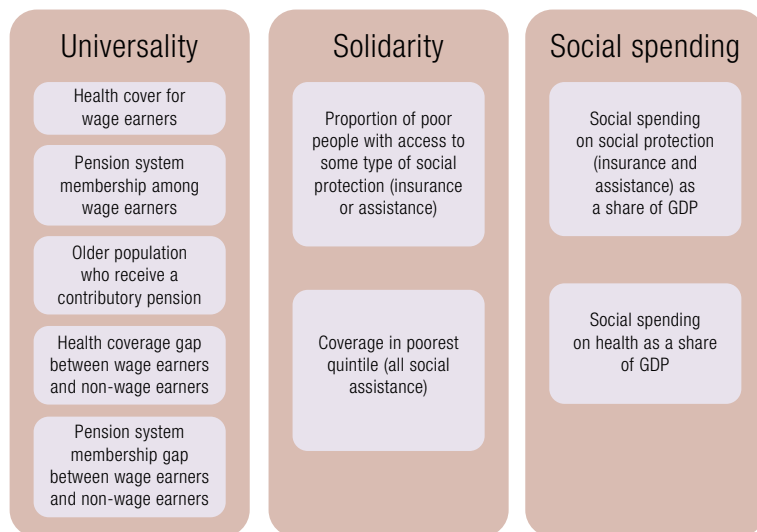 Universality
Health cover for
wage earners
Pension system
membership among
wage earners
Older population
who receive a
contributory pension
Health coverage gap
between wage earners
and non-wage earners
Pension system
membership gap
between wage earners
and non-wage earners
Solidarity
Proportion of poor
people with access to
some type of social
protection (insurance
or assistance)
Coverage in poorest
quintile (all social
assistance)
Social spending
Social spending
on social protection
(insurance and
assistance) as
a share of GDP
Social spending
on health as a share
of GDP